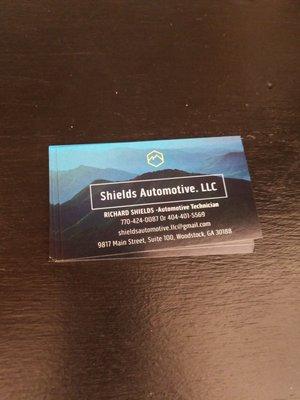 Shields Automotive. LLC
RICHARD SHIELDS -Automotive Technician
770-424-0087 Or 404-401-5569
shieldsautomotive.llc@gmail.com
9817 Main Street, Suite 100, Woodstock, GA 30188